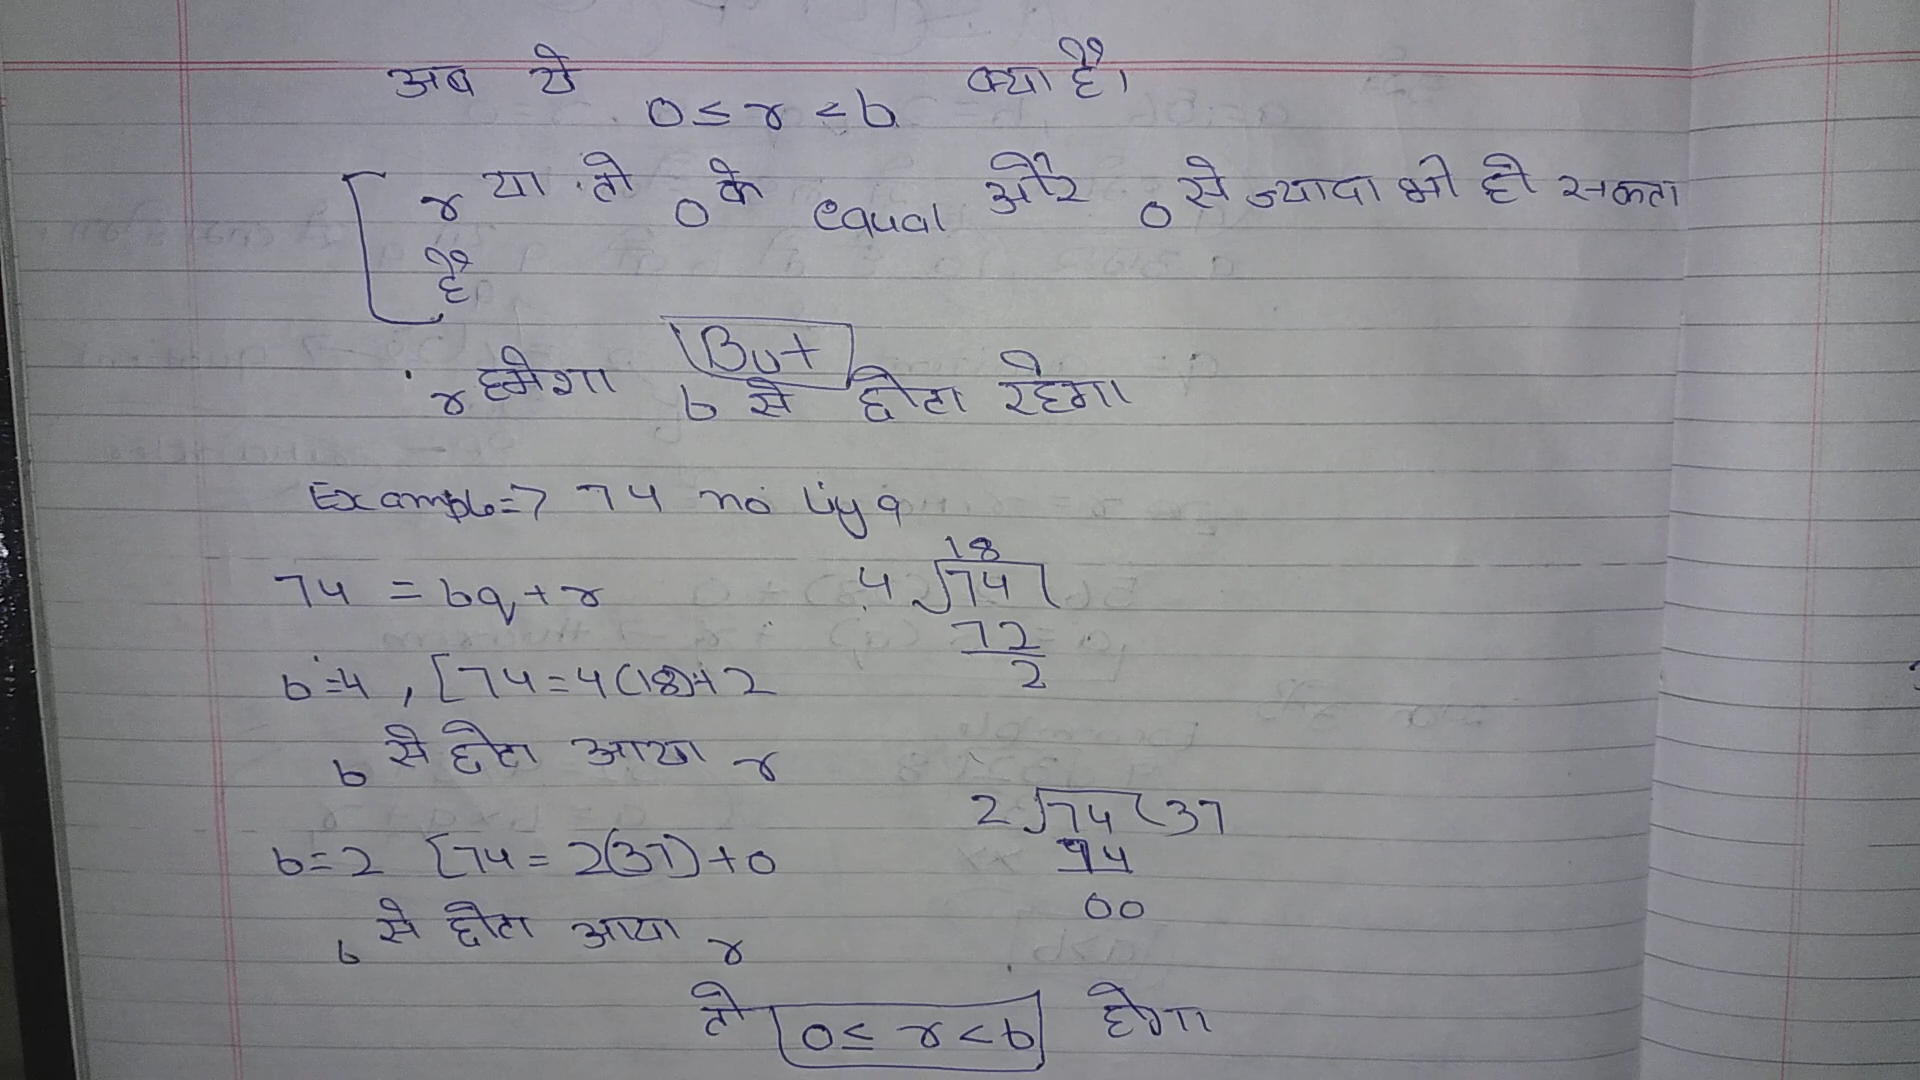 अब ये 0 ≤ r < b क्या है।
r या तो 0 के equal और 0 से ज्यादा भी हो सकता
है
But
r हमेशा b से छोटा रहेगा
Example => 74 no liya
74 = bq + r
18
4 √74(
72
2
b=4 , [74 = 4(18)+2
b से छोटा आया r
2 √74(37
b=2 [74 = 2(37)+0
74
00
b से छोटा आया r
तो 0 ≤ r < b होगा